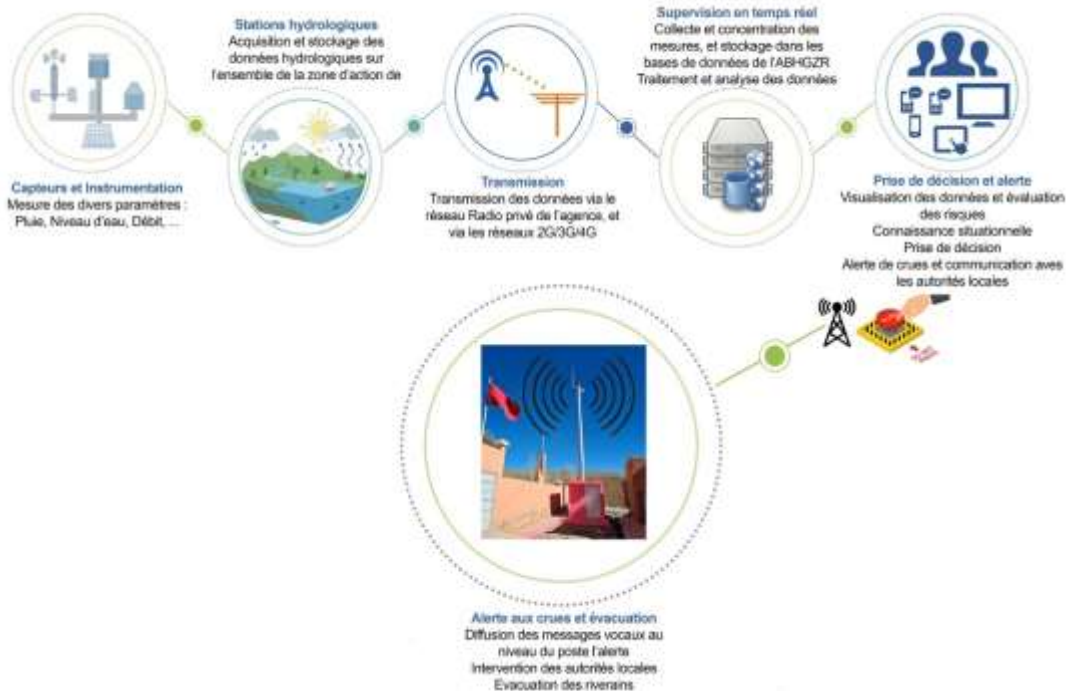 Capteurs et Instrumentation
Mesure des divers paramètres :
Pluie, Niveau d'eau, Débit, ...
Stations hydrologiques
Acquisition et stockage des
données hydrologiques sur
l'ensemble de la zone d'action de
Transmission
Transmission des données via le
réseau Radio privé de l'agence, et
via les réseaux 2G/3G/4G
Supervision en temps réel
Collecte et concentration des
mesures, et stockage dans les
bases de données de l'ABHGZR
Traitement et analyse des données
Prise de décision et alerte
Visualisation des données et évaluation
des risques
Connaissance situationnelle
Prise de décision
Alerte de crues et communication aves
les autorités locales
Alerte aux crues et évacuation
Diffusion des messages vocaux au
niveau du poste l'alerte
Intervention des autorités locales
Evacuation des riverains